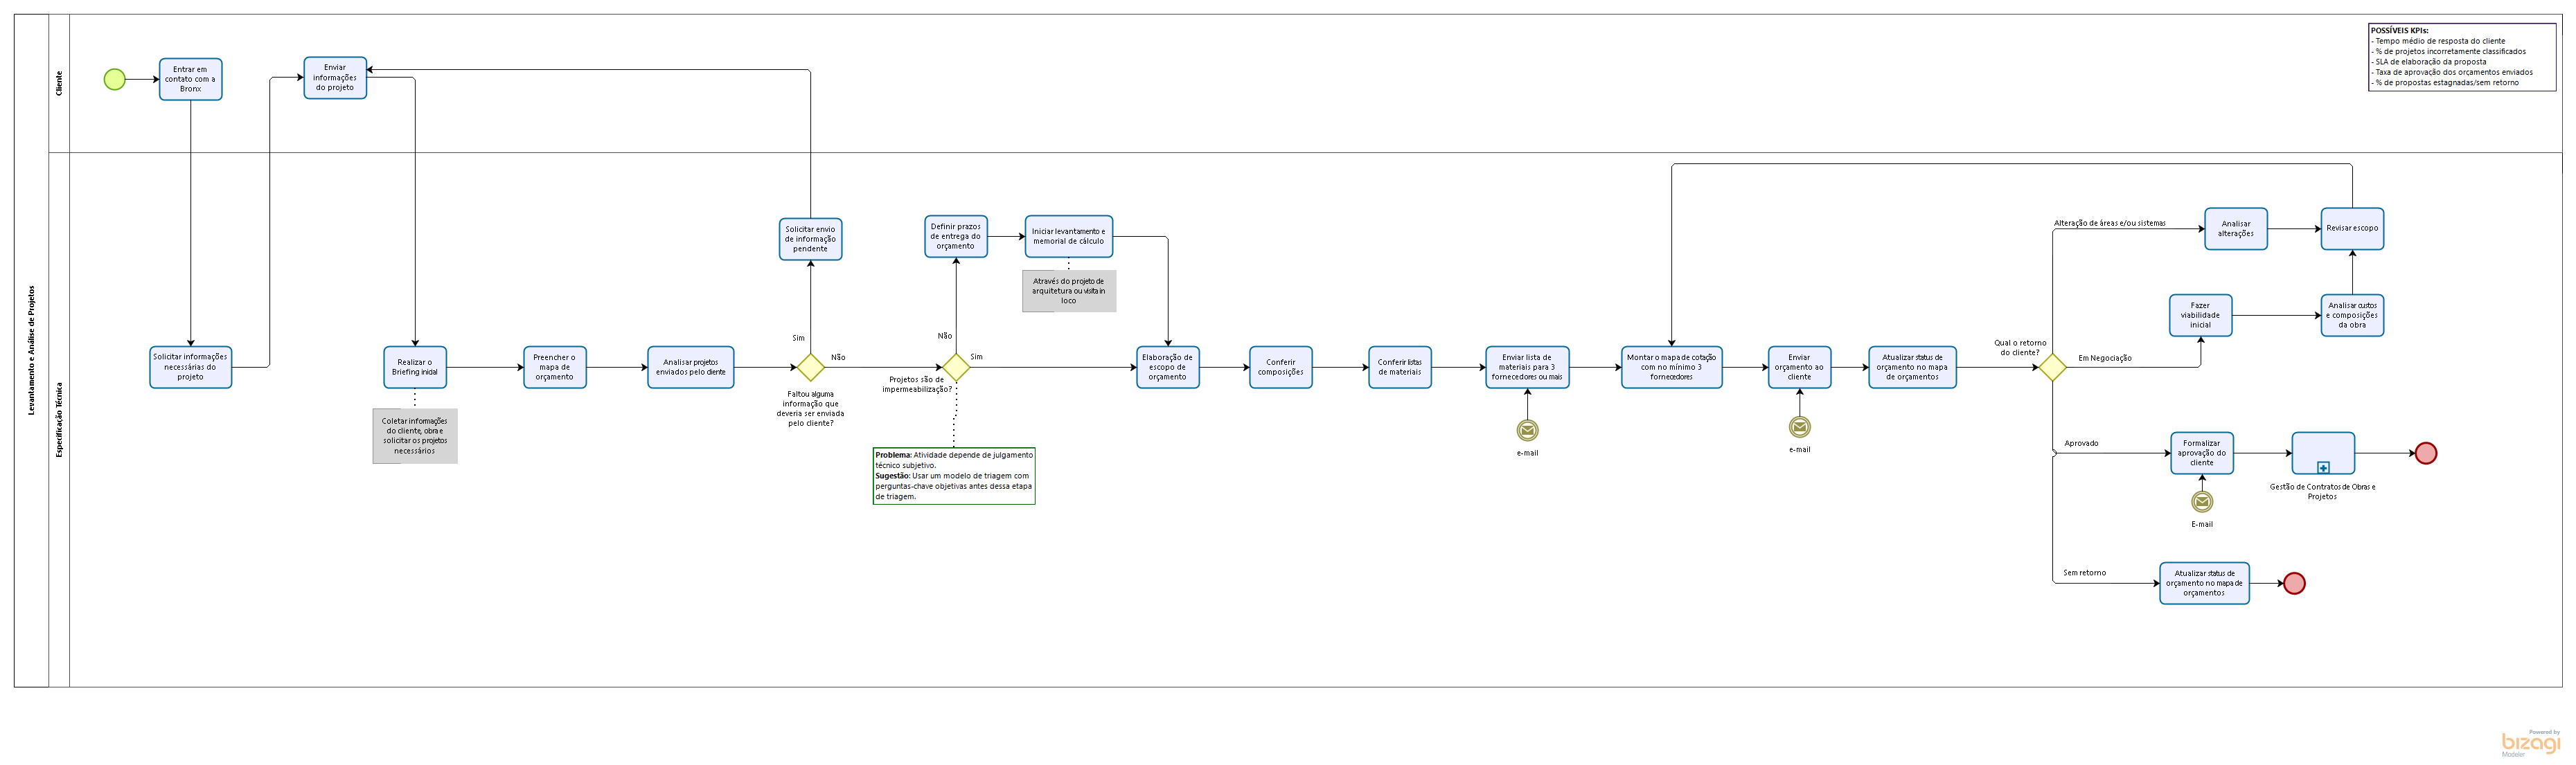 Levantamento e Análise de Projetos
Cliente
Entrar em
contato com a
Bronx
Enviar
informações
do projeto
POSSÍVEIS KPIs:
- Tempo médio de resposta do cliente
- % de projetos incorretamente classificados
- SLA de elaboração da proposta
- Taxa de aprovação dos orçamentos enviados
- % de propostas estagnadas/sem retorno
Especificação Técnica
Solicitar informações
necessárias do
projeto
Realizar o
Briefing inicial
Coletar informações
do cliente, obra e
solicitar os projetos
necessários
Preencher o
mapa de
orçamento
Analisar projetos
enviados pelo cliente
Faltou alguma
informação que
deveria ser enviada
pelo cliente?
Sim
Solicitar envio
de informação
pendente
Não
Projetos são de
impermeabilização?
Não
Definir prazos
de entrega do
orçamento
Iniciar levantamento e
memorial de cálculo
Através do projeto de
arquitetura ou visita in
loco
Sim
Problema: Atividade depende de julgamento
técnico subjetivo.
Sugestão: Usar um modelo de triagem com
perguntas-chave objetivas antes dessa etapa
de triagem.
Elaboração de
escopo de
orçamento
Conferir
composições
Conferir listas
de materiais
Enviar lista de
materiais para 3
fornecedores ou mais
e-mail
Montar o mapa de cotação
com no mínimo 3
fornecedores
Enviar
orçamento ao
cliente
e-mail
Atualizar status de
orçamento no mapa
de orçamentos
Qual o retorno
do cliente?
Alteração de áreas e/ou sistemas
Analisar
alterações
Revisar escopo
Em Negociação
Fazer
viabilidade
inicial
Analisar custos
e composições
da obra
Aprovado
Formalizar
aprovação do
cliente
E-mail
Gestão de Contratos de Obras e
Projetos
Sem retorno
Atualizar status de
orçamento no mapa de
orçamentos
Powered by
bizagi
Modeler